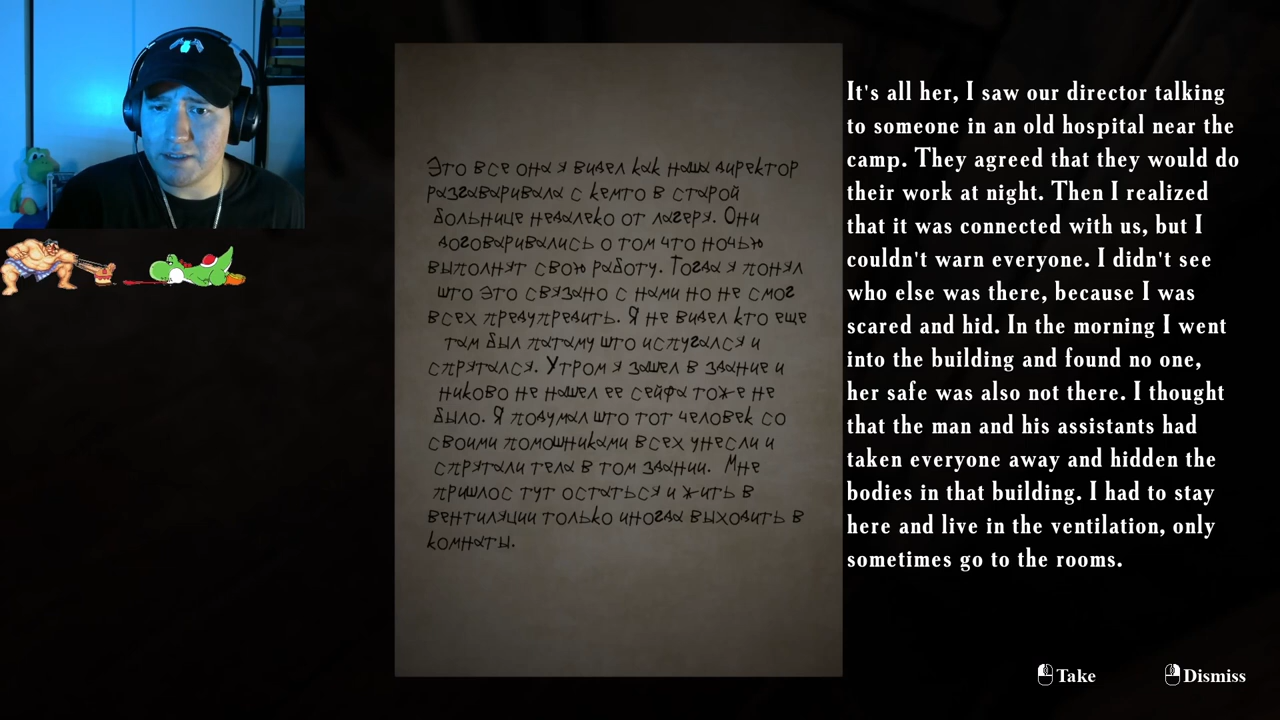 Это все она я видел как наша директор
разгаваривала с кемто в старой
больнице недалеко от лагеря. Они
договаривались о том что ночью
выполнят свою работу. Тогда я понял
што это связано с нами но не смог
всех предупредить. Я не видел кто еще
там был патаму што испугался и
спрятался. Утром я зашел в здание и
никово не нашел ее сейфа тоже не
было. Я подумал што тот человек со
своими помошниками всех унесли и
спрятали тела в том здании. Мне
пришлос тут остаться и жить в
вентиляции только иногда выходить в
комнаты.
It's all her, I saw our director talking
to someone in an old hospital near the
camp. They agreed that they would do
their work at night. Then I realized
that it was connected with us, but I
couldn't warn everyone. I didn't see
who else was there, because I was
scared and hid. In the morning I went
into the building and found no one,
her safe was also not there. I thought
that the man and his assistants had
taken everyone away and hidden the
bodies in that building. I had to stay
here and live in the ventilation, only
sometimes go to the rooms.
Take
Dismiss